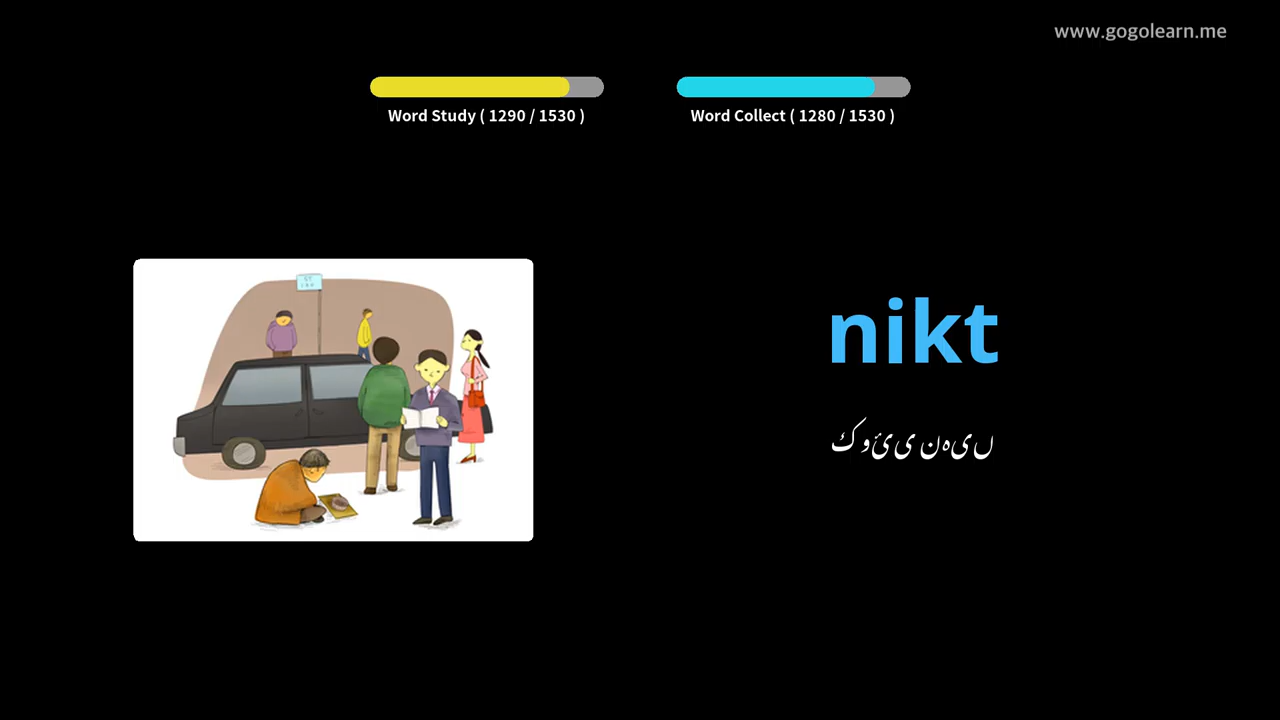 www.gogolearn.me
Word Study ( 1290 / 1530 )
Word Collect ( 1280 / 1530 )
nikt
کوئی نہیں